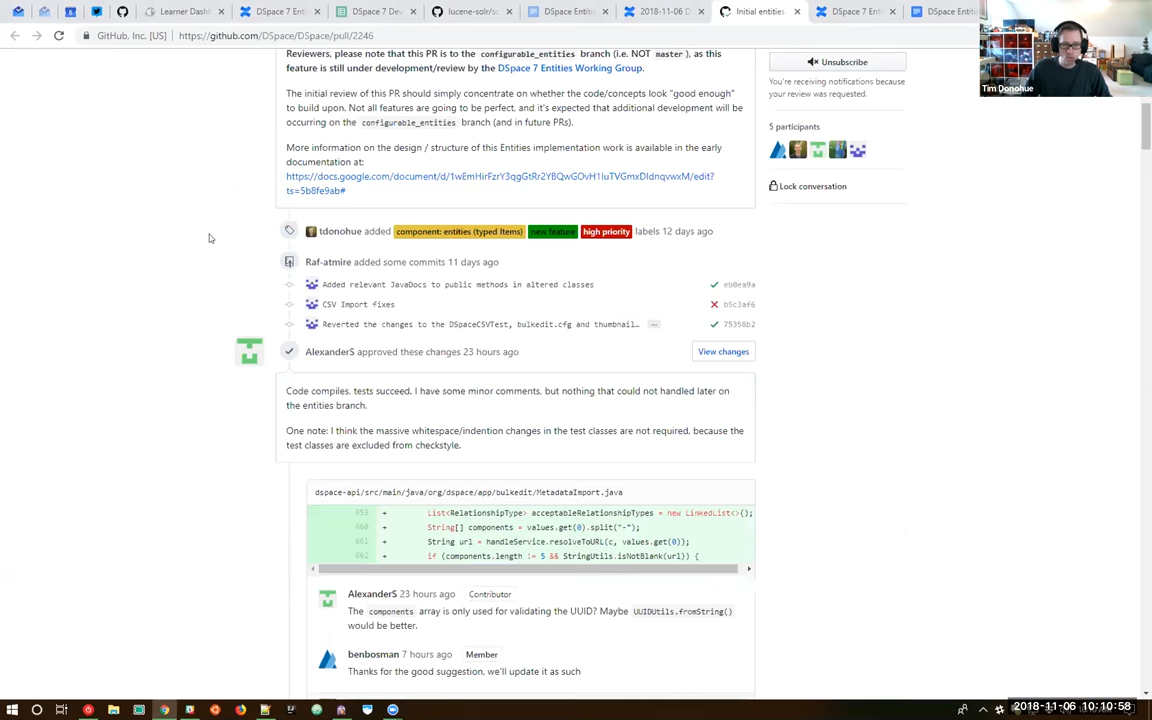 Learner Dash
DSpace 7 Enti
DSpace 7 Dev
lucene-solr/sc
DSpace Entitie
2018-11-06 D
Initial entities
DSpace 7 Enti
DSpace Entiti
GitHub, Inc. [US]
https://github.com/DSpace/DSpace/pull/2246
Tim Donohue
Reviewers, please note that this PR is to the configurable_entities branch (i.e. NOT master), as this
feature is still under development/review by the DSpace 7 Entities Working Group.
The initial review of this PR should simply concentrate on whether the code/concepts look "good enough"
to build upon. Not all features are going to be perfect, and it's expected that additional development will be
occurring on the configurable_entities branch (and in future PRs).
More information on the design / structure of this Entities implementation work is available in the early
documentation at:
https://docs.google.com/document/d/1wEmHirFzrY3qgGtRr2YBQwGOvH1IuTVGmxDIdnqvwxM/edit?
ts=5b8fe9ab#
Unsubscribe
You're receiving notifications because
your review was requested.
5 participants
Lock conversation
tdonohue added component: entities (typed Items) new feature high priority labels 12 days ago
Raf-atmire added some commits 11 days ago
Added relevant JavaDocs to public methods in altered classes eb0ea9a
CSV Import fixes b5c3af6
Reverted the changes to the DSpaceCSVTest, bulkedit.cfg and thumbnail… … 75358b2
AlexanderS approved these changes 23 hours ago
View changes
Code compiles, tests succeed. I have some minor comments, but nothing that could not handled later on
the entities branch.
One note: I think the massive whitespace/indention changes in the test classes are not required, because the
test classes are excluded from checkstyle.
dspace-api/src/main/java/org/dspace/app/bulkedit/MetadataImport.java
659 + List<RelationshipType> acceptableRelationshipTypes = new LinkedList<>();
660 + String[] components = values.get(0).split("-");
661 + String url = handleService.resolveToURL(c, values.get(0));
662 + if (components.length != 5 && StringUtils.isNotBlank(url)) {
AlexanderS 23 hours ago Contributor
The components array is only used for validating the UUID? Maybe UUIDUtils.fromString()
would be better.
benbosman 7 hours ago Member
Thanks for the good suggestion, we'll update it as such
2018-11-06 10:10:58